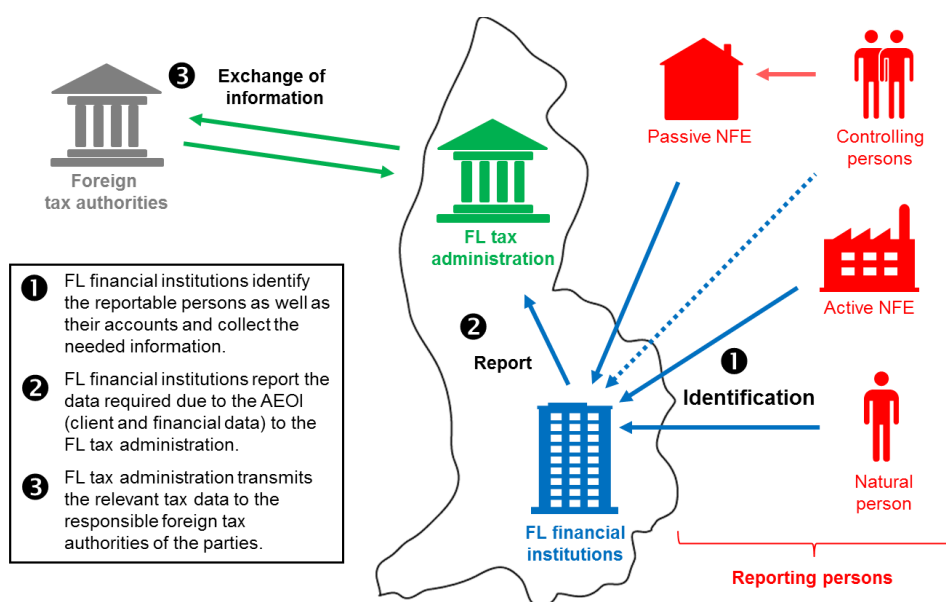 ❸ Exchange of
information
Foreign
tax authorities
FL tax
administration
Passive NFE
Controlling
persons
Active NFE
❷
Report
❶
Identification
Natural
person
FL financial
institutions
Reporting persons
❶ FL financial institutions identify
the reportable persons as well as
their accounts and collect the
needed information.
❷ FL financial institutions report the
data required due to the AEOI
(client and financial data) to the
FL tax administration.
❸ FL tax administration transmits
the relevant tax data to the
responsible foreign tax
authorities of the parties.